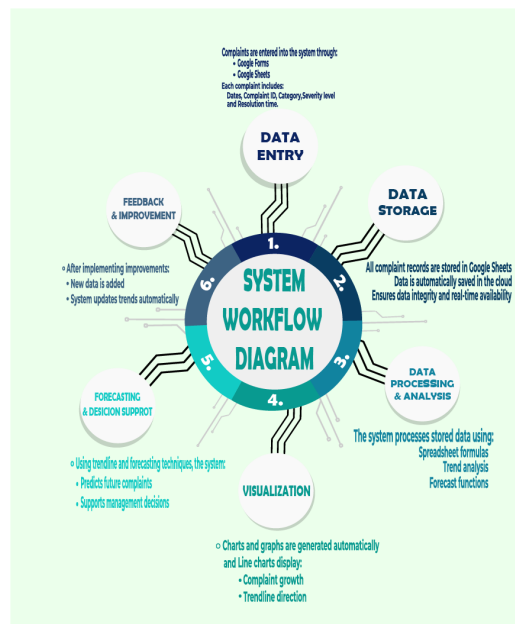 Complaints are entered into the system through:
• Google Forms
• Google Sheets
Each complaint includes:
Dates, Complaint ID, Category,Severity level
and Resolution time.
DATA
ENTRY
1.
DATA
STORAGE
2.
All complaint records are stored in Google Sheets
Data is automatically saved in the cloud
Ensures data integrity and real-time availability
DATA
PROCESSING
& ANALYSIS
3.
The system processes stored data using:
Spreadsheet formulas
Trend analysis
Forecast functions
VISUALIZATION
4.
○ Charts and graphs are generated automatically
and Line charts display:
• Complaint growth
• Trendline direction
FORECASTING
& DESICION SUPPROT
5.
○ Using trendline and forecasting techniques, the system:
• Predicts future complaints
• Supports management decisions
FEEDBACK
& IMPROVEMENT
6.
○ After implementing improvements:
• New data is added
• System updates trends automatically
SYSTEM
WORKFLOW
DIAGRAM